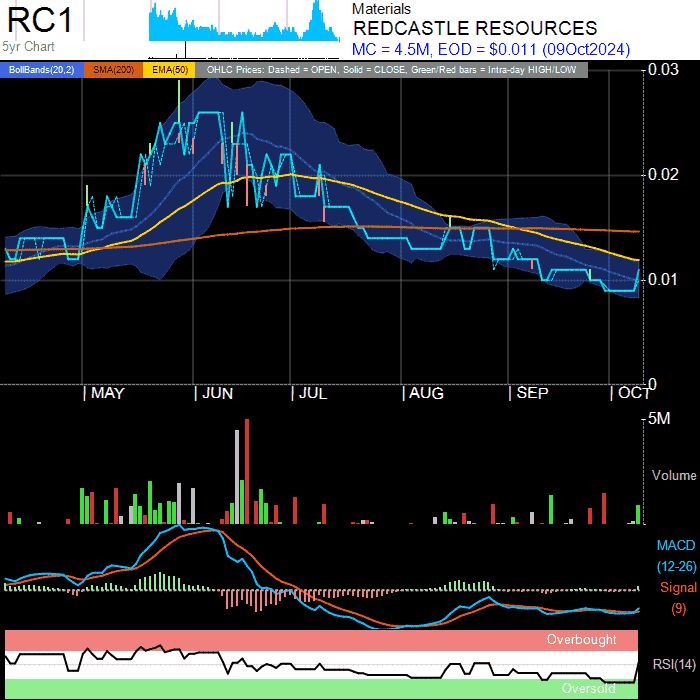 RC1
5yr Chart
Materials
REDCASTLE RESOURCES
MC = 4.5M, EOD = $0.011 (09Oct2024)
BollBands(20,2) SMA(200) EMA(50) OHLC Prices: Dashed = OPEN, Solid = CLOSE, Green/Red bars = Intra-day HIGH/LOW
0.03
0.02
0.01
0
MAY JUN JUL AUG SEP OCT
5M
Volume
MACD
(12-26)
Signal
(9)
Overbought
RSI(14)
Oversold